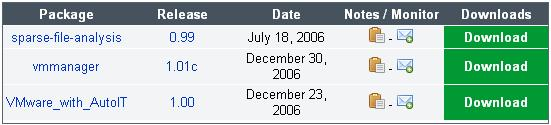 Package Release Date Notes / Monitor Downloads
sparse-file-analysis 0.99 July 18, 2006 - Download
vmmanager 1.01c December 30, 2006 - Download
VMware_with_AutoIT 1.00 December 23, 2006 - Download